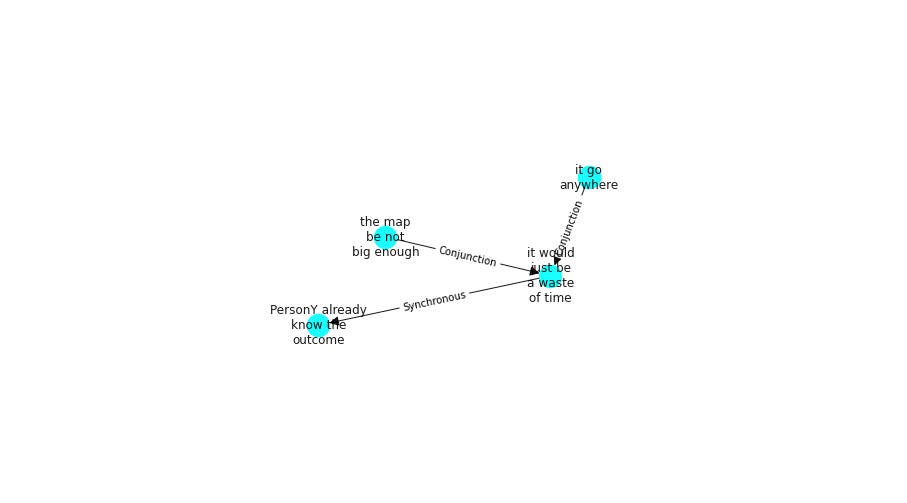 it go
anywhere
Conjunction
the map
be not
big enough
Conjunction
it would
just be
a waste
of time
Synchronous
PersonY already
know the
outcome